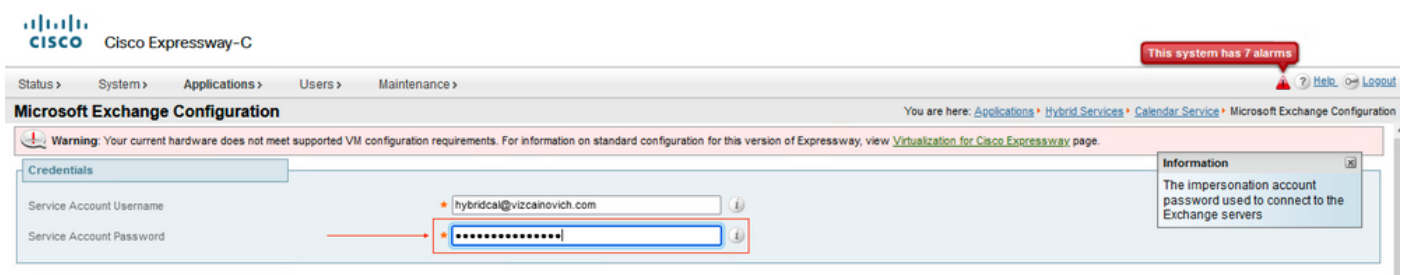 CISCO Cisco Expressway-C
This system has 7 alarms
Status > System > Applications > Users > Maintenance > ? Help Logout
Microsoft Exchange Configuration You are here: Applications ▸ Hybrid Services ▸ Calendar Service ▸ Microsoft Exchange Configuration
Warning: Your current hardware does not meet supported VM configuration requirements. For information on standard configuration for this version of Expressway, view Virtualization for Cisco Expressway page.
Credentials
Service Account Username * hybridcal@vizcainovich.com i
Service Account Password * ••••••••••••••• i
Information x
The impersonation account
password used to connect to the
Exchange servers